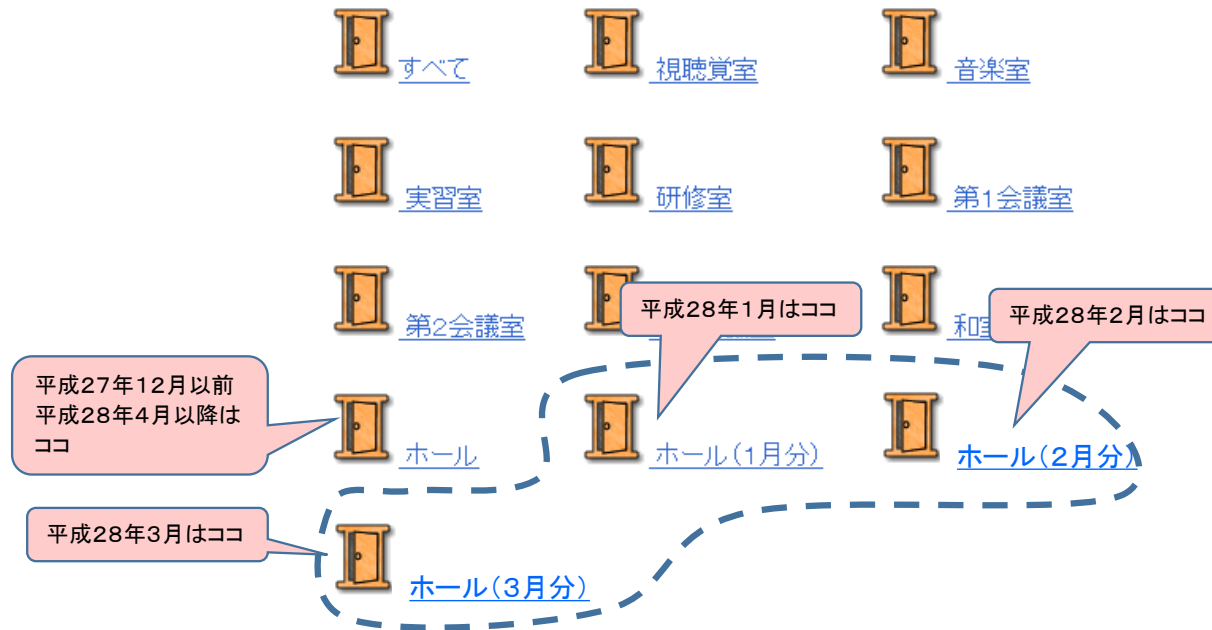 すべて
視聴覚室
音楽室
実習室
研修室
第1会議室
第2会議室
平成28年1月はココ
和室
平成28年2月はココ
平成27年12月以前
平成28年4月以降は
ココ
ホール
ホール(1月分)
ホール(2月分)
平成28年3月はココ
ホール(3月分)